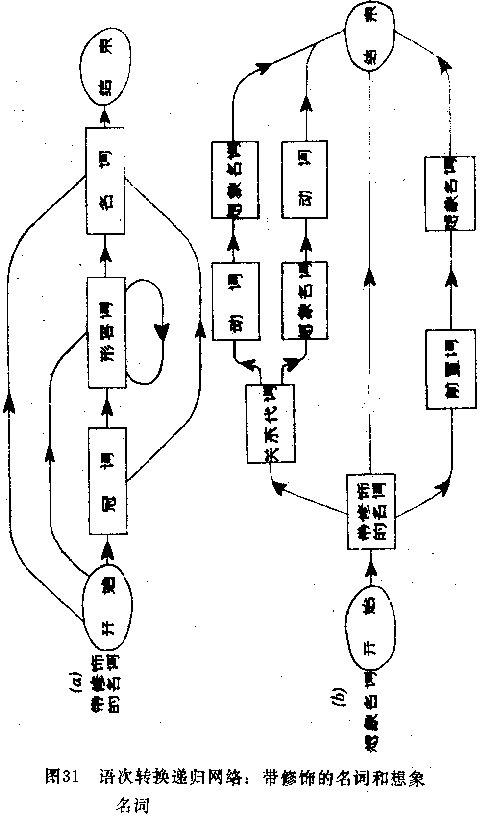 (a)
带修饰
的名词
开始
冠词
形容词
名词
结果
(b)
想象名词
开始
带修饰
的名词
关系代词
动词
想象名词
想象名词
动词
前置词
想象名词
结果
图31 语次转换递归网络：带修饰的名词和想象
名词